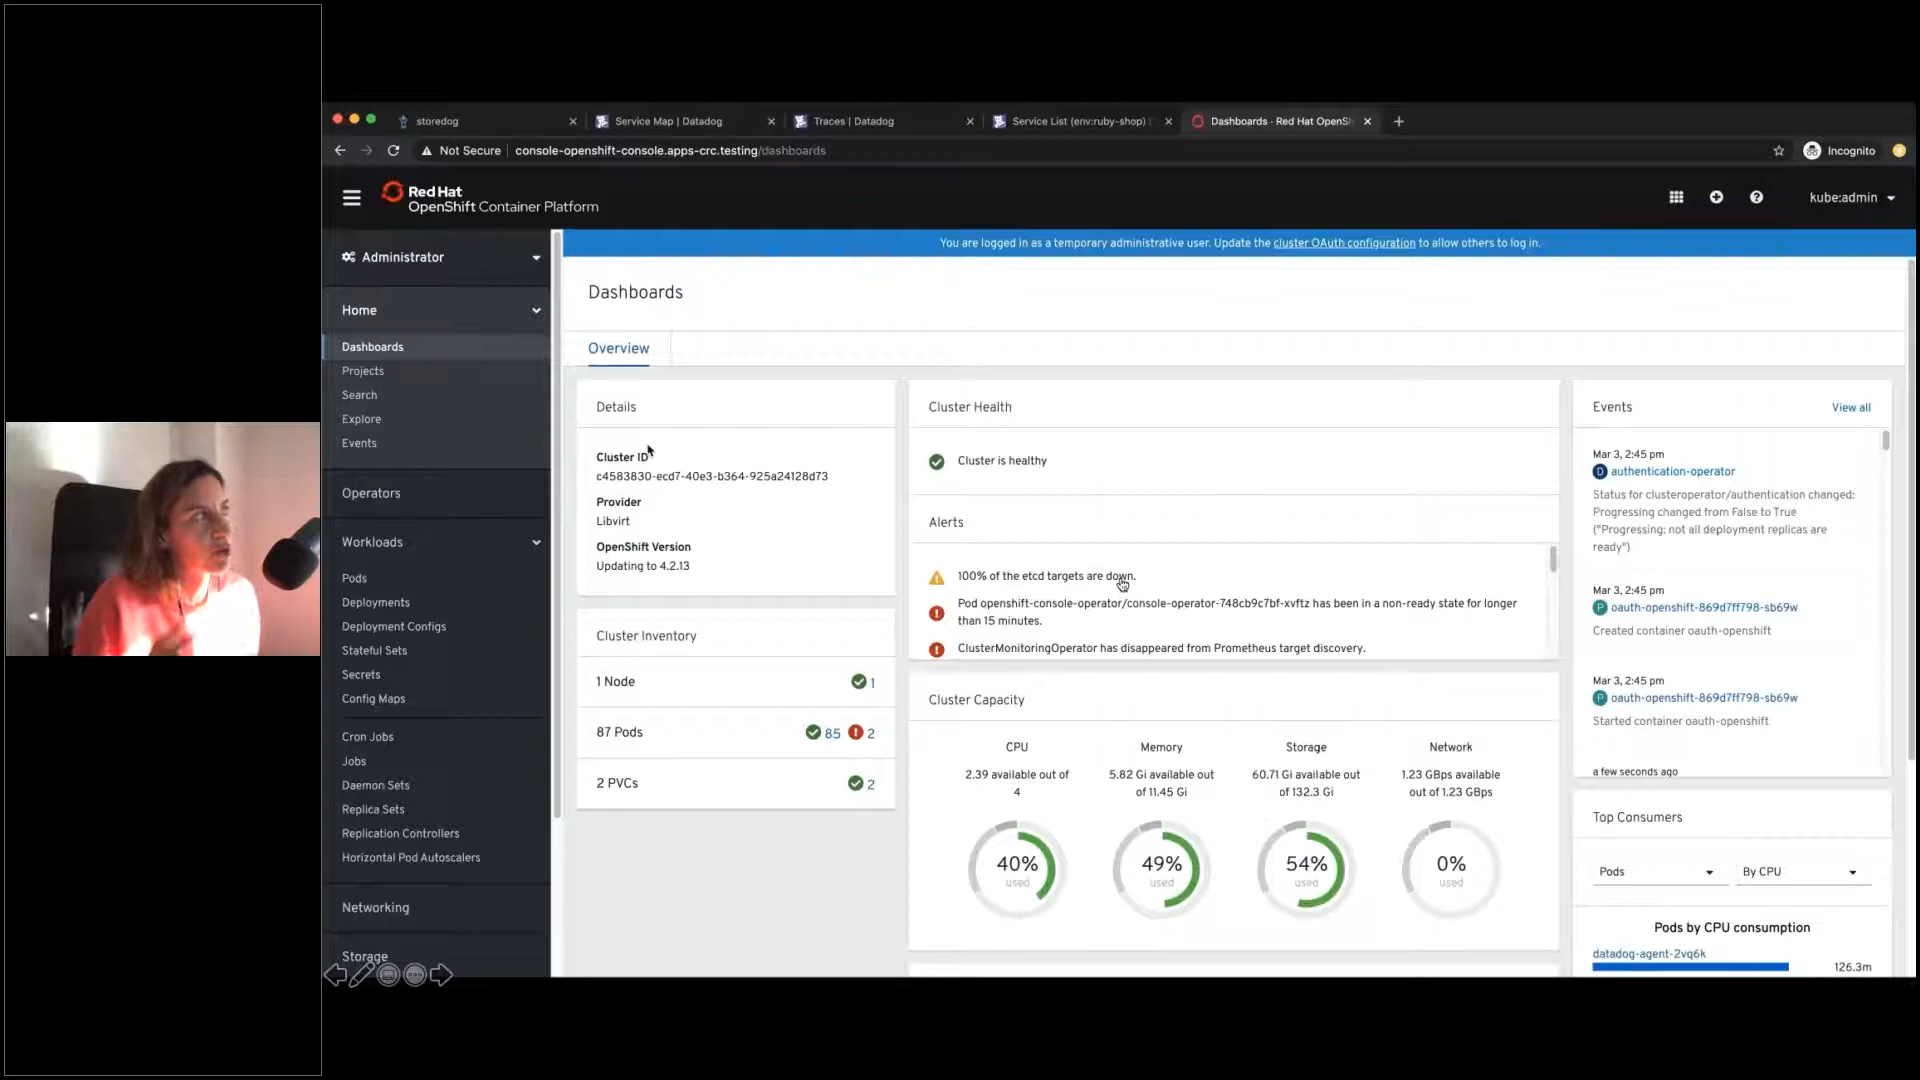 storedog
Service Map | Datadog
Traces | Datadog
Service List (env:ruby-shop)
Dashboards · Red Hat OpenSh
Not Secure
console-openshift-console.apps-crc.testing/dashboards
Incognito
Red Hat
OpenShift Container Platform
kube:admin
Administrator
Home
Dashboards
Projects
Search
Explore
Events
Operators
Workloads
Pods
Deployments
Deployment Configs
Stateful Sets
Secrets
Config Maps
Cron Jobs
Jobs
Daemon Sets
Replica Sets
Replication Controllers
Horizontal Pod Autoscalers
Networking
Storage
You are logged in as a temporary administrative user. Update the cluster OAuth configuration to allow others to log in.
Dashboards
Overview
Details
Cluster ID
c4583830-ecd7-40e3-b364-925a24128d73
Provider
Libvirt
OpenShift Version
Updating to 4.2.13
Cluster Inventory
1 Node
1
87 Pods
85
2
2 PVCs
2
Cluster Health
Cluster is healthy
Alerts
100% of the etcd targets are down.
Pod openshift-console-operator/console-operator-748cb9c7bf-xvftz has been in a non-ready state for longer
than 15 minutes.
ClusterMonitoringOperator has disappeared from Prometheus target discovery.
Cluster Capacity
CPU
2.39 available out of
4
40%
used
Memory
5.82 Gi available out
of 11.45 Gi
49%
used
Storage
60.71 Gi available out
of 132.3 Gi
54%
used
Network
1.23 GBps available
out of 1.23 GBps
0%
used
Events
View all
Mar 3, 2:45 pm
D authentication-operator
Status for clusteroperator/authentication changed:
Progressing changed from False to True
("Progressing: not all deployment replicas are
ready")
Mar 3, 2:45 pm
P oauth-openshift-869d7ff798-sb69w
Created container oauth-openshift
Mar 3, 2:45 pm
P oauth-openshift-869d7ff798-sb69w
Started container oauth-openshift
a few seconds ago
Top Consumers
Pods
By CPU
Pods by CPU consumption
datadog-agent-2vq6k
126.3m